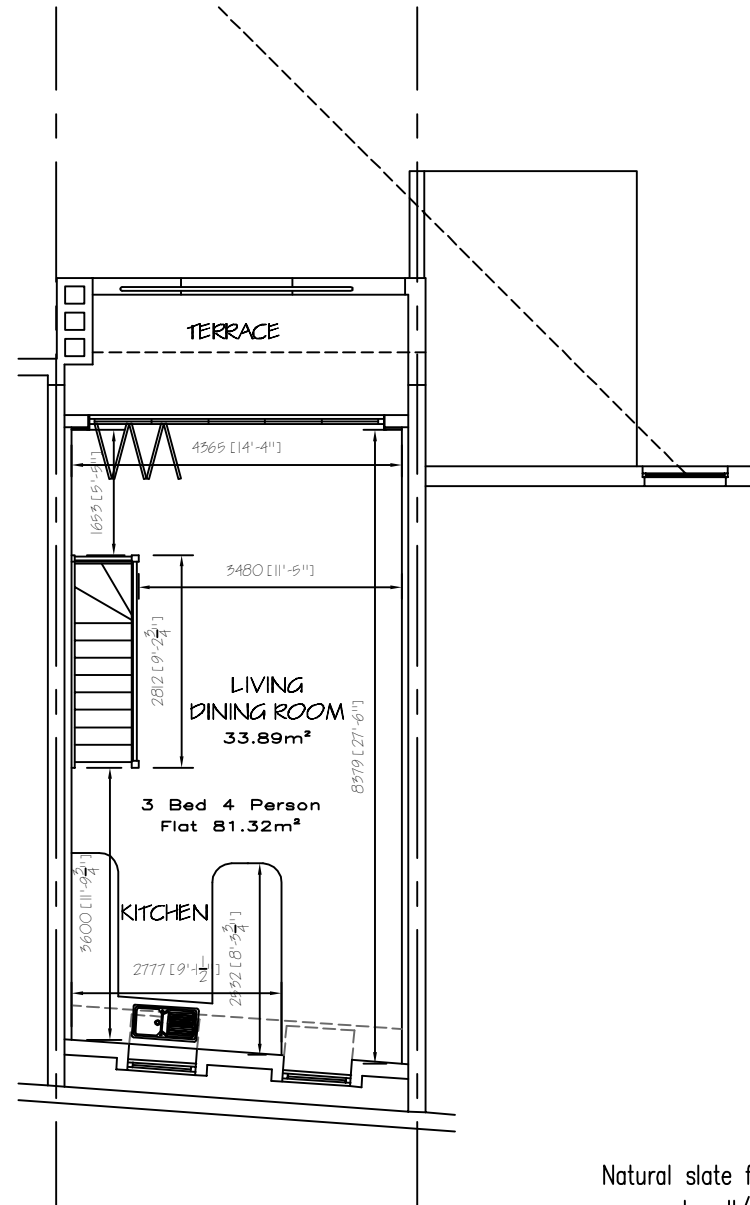 TERRACE
4365 [14'-4"]
1653 [5'-5"]
3480 [11'-5"]
2812 [9'-2¾"]
LIVING
DINING ROOM
33.89m²
8379 [27'-6"]
3 Bed 4 Person
Flat 81.32m²
3600 [11'-9¾"]
KITCHEN
2777 [9'-1½"]
2532 [8'-3¾"]
Natural slate f